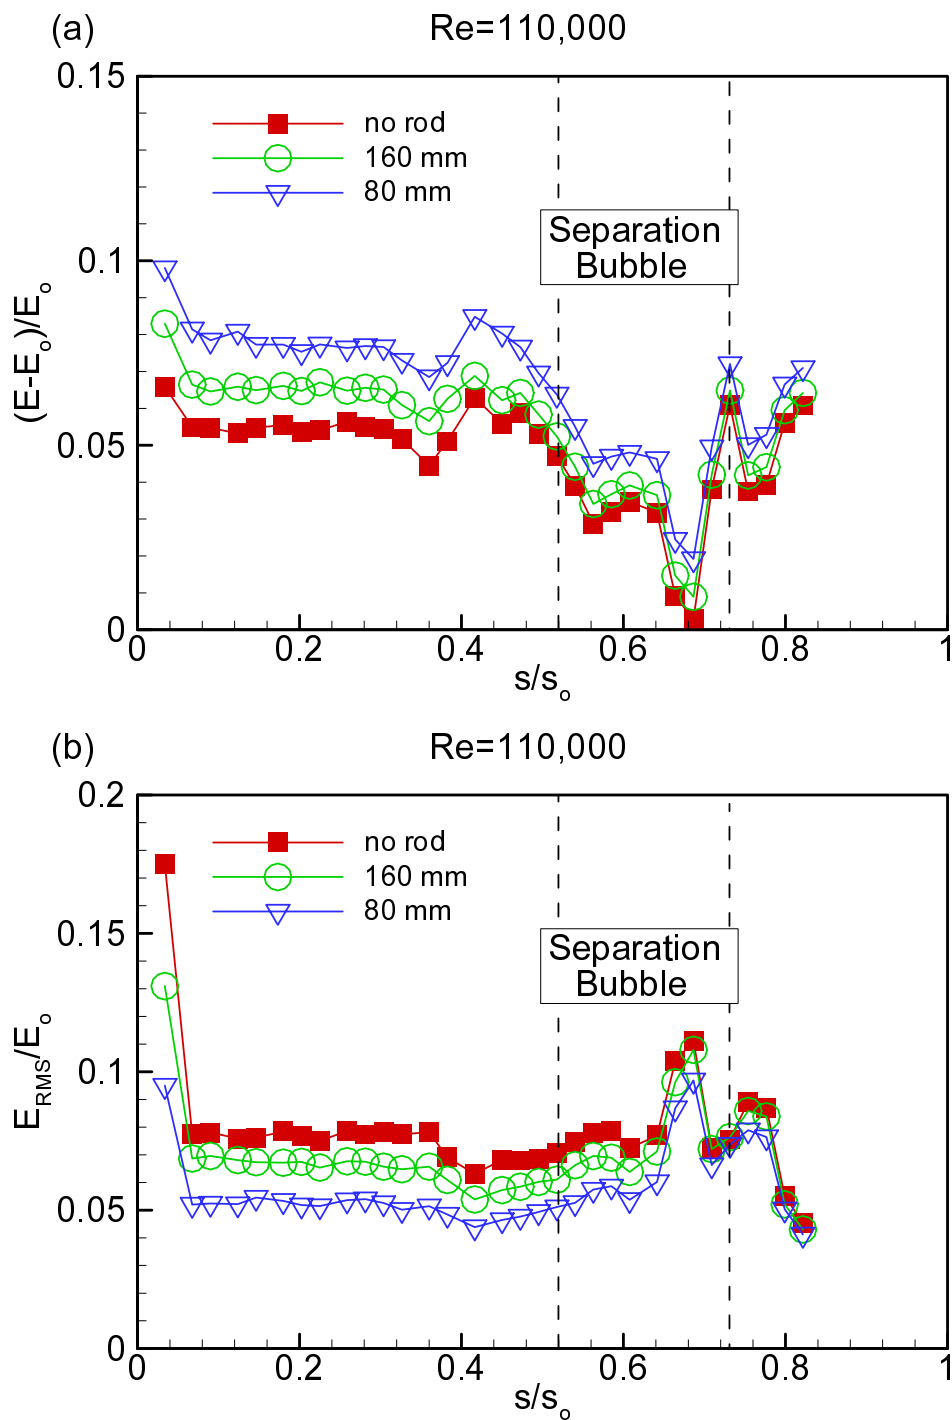 (a) Re=110,000
0.15
no rod
160 mm
80 mm
Separation
Bubble
0.1
(E-Eo)/Eo
0.05
0
0 0.2 0.4 0.6 0.8 1
s/so
(b) Re=110,000
0.2
no rod
160 mm
80 mm
Separation
Bubble
0.15
ERMS/Eo
0.1
0.05
0
0 0.2 0.4 0.6 0.8 1
s/so